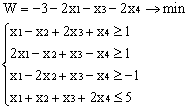 W = −3 − 2x1 − x3 − 2x4 → min
x1 − x2 + 2x3 − x4 ≥ 1
2x1 − x2 + x3 − x4 ≥ 1
x1 − 2x2 + x3 − x4 ≥ −1
x1 + x2 + x3 + 2x4 ≤ 5